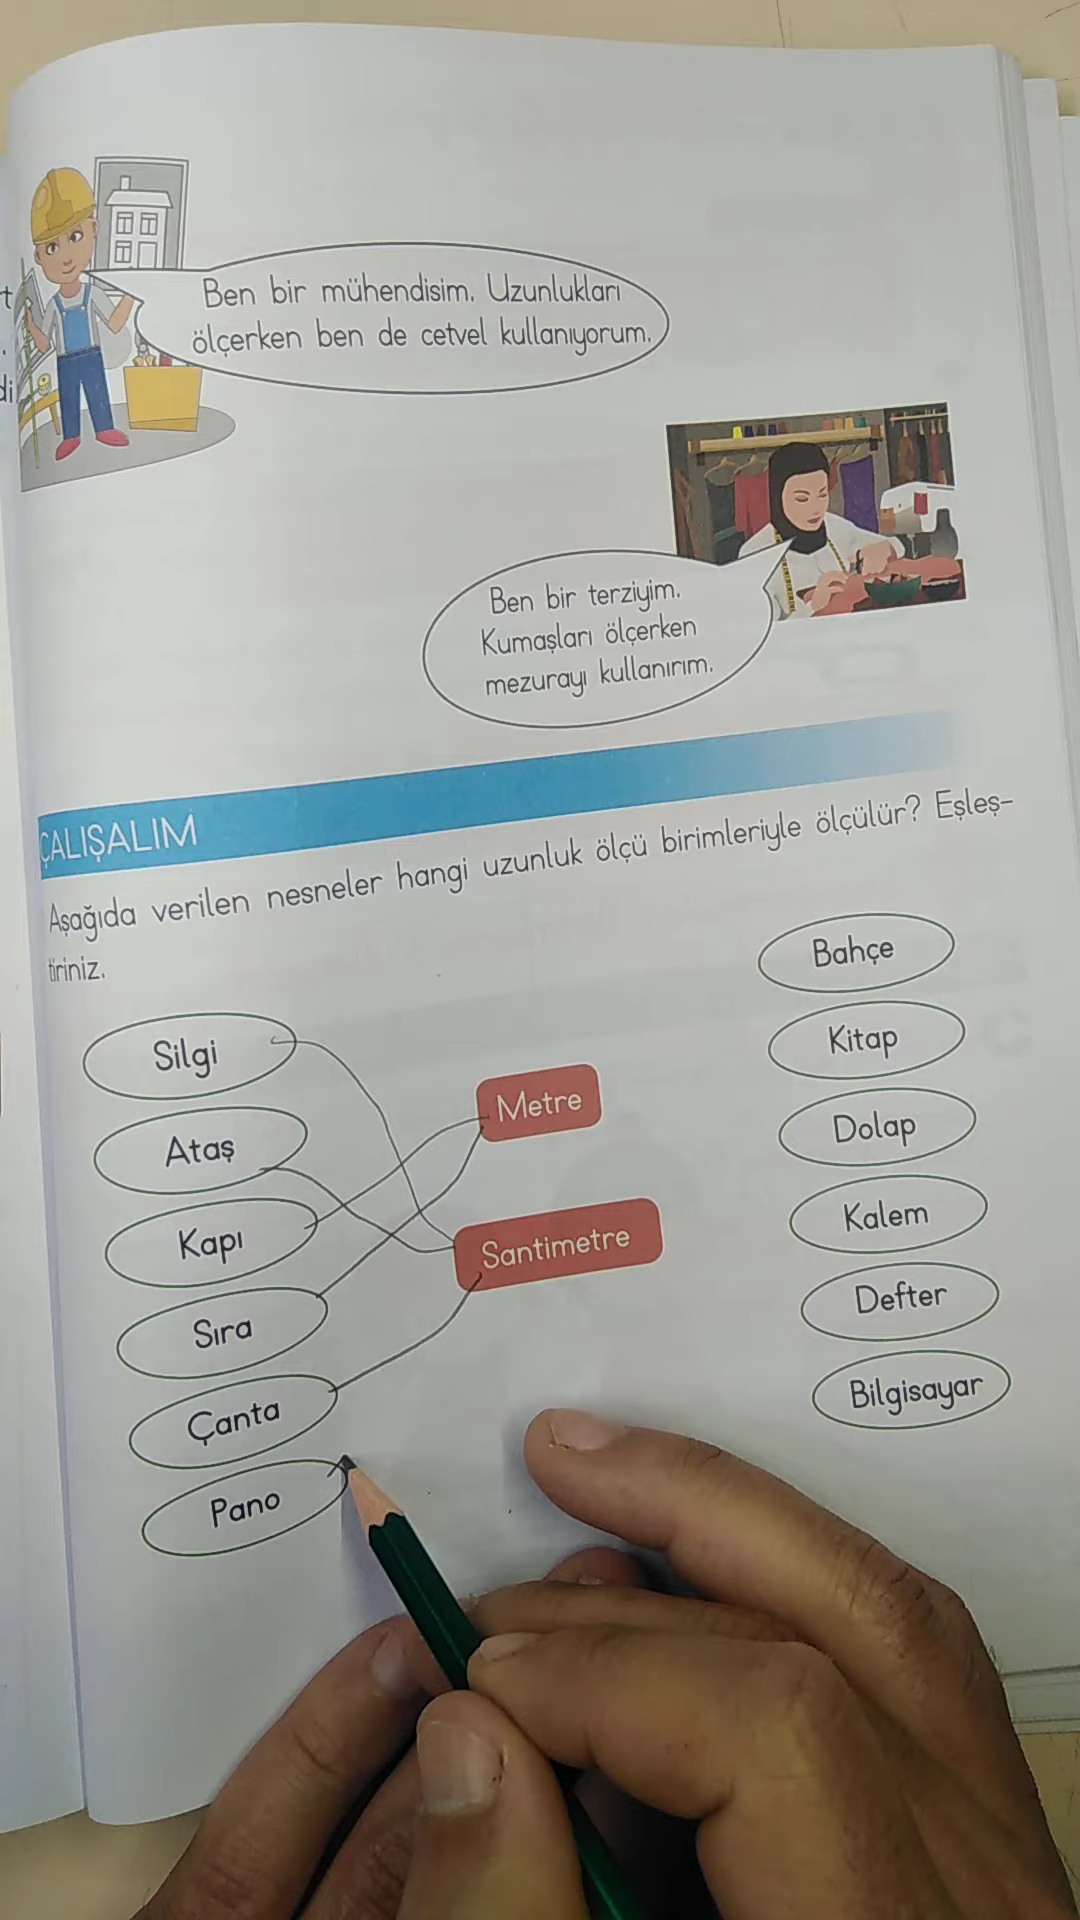 Ben bir mühendisim. Uzunlukları
ölçerken ben de cetvel kullanıyorum.
Ben bir terziyim.
Kumaşları ölçerken
mezurayı kullanırım.
ÇALIŞALIM
Aşağıda verilen nesneler hangi uzunluk ölçü birimleriyle ölçülür? Eşleş-
tiriniz.
Silgi
Ataş
Kapı
Sıra
Çanta
Pano
Metre
Santimetre
Bahçe
Kitap
Dolap
Kalem
Defter
Bilgisayar